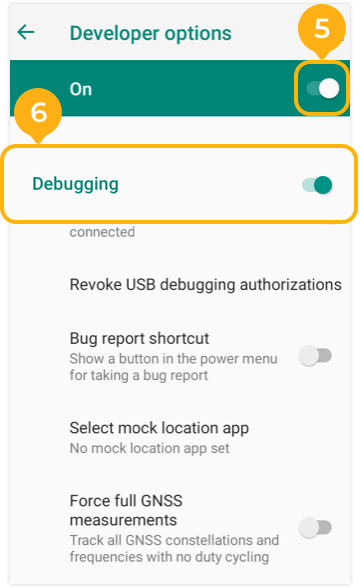 5
Developer options
On
6
Debugging
connected
Revoke USB debugging authorizations
Bug report shortcut
Show a button in the power menu
for taking a bug report
Select mock location app
No mock location app set
Force full GNSS
measurements
Track all GNSS constellations and
frequencies with no duty cycling